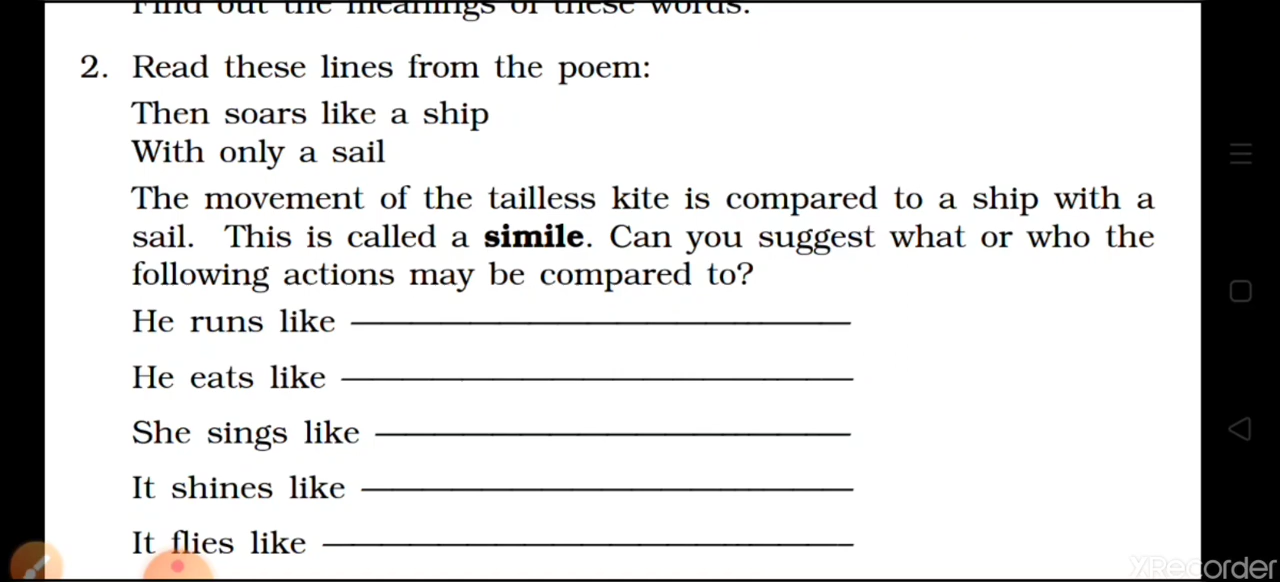 Find out the meanings of these words.
2. Read these lines from the poem:
Then soars like a ship
With only a sail
The movement of the tailless kite is compared to a ship with a
sail. This is called a simile. Can you suggest what or who the
following actions may be compared to?
He runs like
He eats like
She sings like
It shines like
It flies like
XRecorder